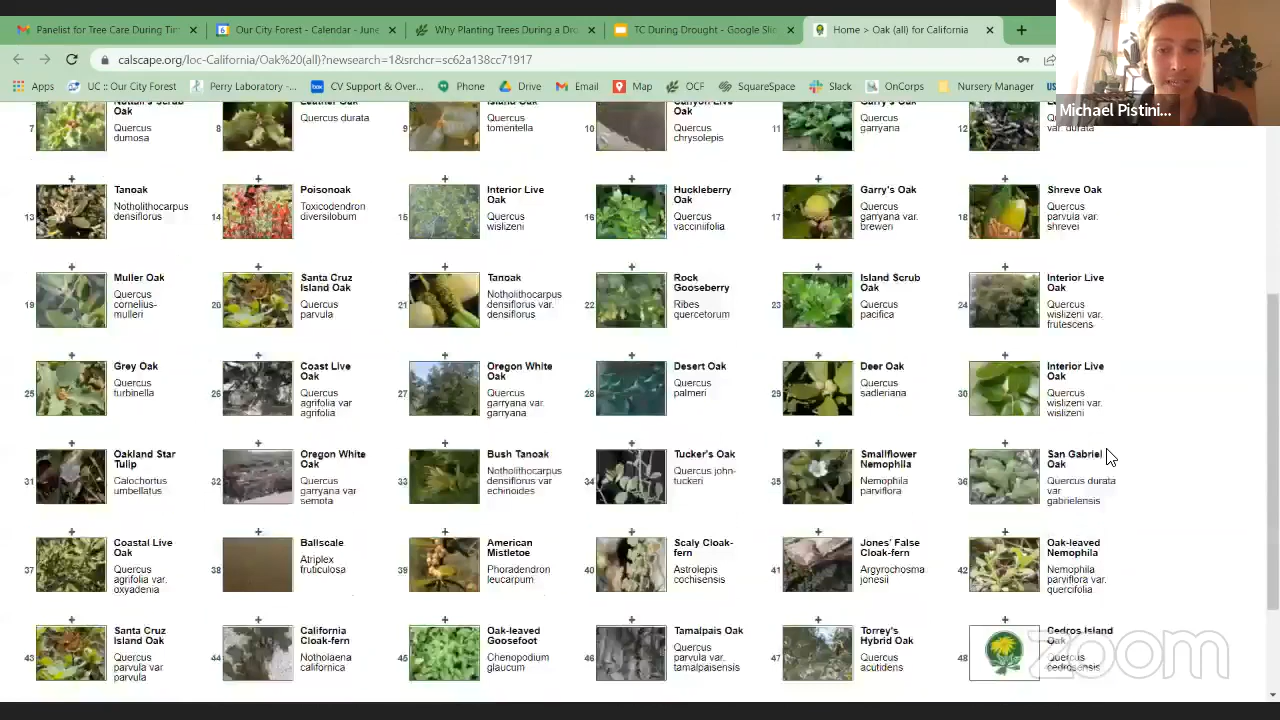 Panelist for Tree Care During Tim
Our City Forest - Calendar - June
Why Planting Trees During a Dro
TC During Drought - Google Slid
Home > Oak (all) for California
calscape.org/loc-California/Oak%20(all)?newsearch=1&srchcr=sc62a138cc71917
Apps
UC :: Our City Forest
Perry Laboratory -...
CV Support & Over...
Phone
Drive
Email
Map
OCF
SquareSpace
Slack
OnCorps
Nursery Manager
Michael Pistini...
7
Nuttall's Scrub
Oak
Quercus
dumosa
8
Leather Oak
Quercus durata
9
Island Oak
Quercus
tomentella
10
Canyon Live
Oak
Quercus
chrysolepis
11
Garry's Oak
Quercus
garryana
12
var. durata
13
Tanoak
Notholithocarpus
densiflorus
14
Poisonoak
Toxicodendron
diversilobum
15
Interior Live
Oak
Quercus
wislizeni
16
Huckleberry
Oak
Quercus
vacciniifolia
17
Garry's Oak
Quercus
garryana var.
breweri
18
Shreve Oak
Quercus
parvula var.
shrevei
19
Muller Oak
Quercus
cornelius-
mulleri
20
Santa Cruz
Island Oak
Quercus
parvula
21
Tanoak
Notholithocarpus
densiflorus var.
densiflorus
22
Rock
Gooseberry
Ribes
quercetorum
23
Island Scrub
Oak
Quercus
pacifica
24
Interior Live
Oak
Quercus
wislizeni var.
frutescens
25
Grey Oak
Quercus
turbinella
26
Coast Live
Oak
Quercus
agrifolia var
agrifolia
27
Oregon White
Oak
Quercus
garryana var.
garryana
28
Desert Oak
Quercus
palmeri
29
Deer Oak
Quercus
sadleriana
30
Interior Live
Oak
Quercus
wislizeni var.
wislizeni
31
Oakland Star
Tulip
Calochortus
umbellatus
32
Oregon White
Oak
Quercus
garryana var
semota
33
Bush Tanoak
Notholithocarpus
densiflorus var
echinoides
34
Tucker's Oak
Quercus john-
tuckeri
35
Smallflower
Nemophila
Nemophila
parviflora
36
San Gabriel
Oak
Quercus durata
var
gabrielensis
37
Coastal Live
Oak
Quercus
agrifolia var.
oxyadenia
38
Ballscale
Atriplex
fruticulosa
39
American
Mistletoe
Phoradendron
leucarpum
40
Scaly Cloak-
fern
Astrolepis
cochisensis
41
Jones' False
Cloak-fern
Argyrochosma
jonesii
42
Oak-leaved
Nemophila
Nemophila
parviflora var.
quercifolia
43
Santa Cruz
Island Oak
Quercus
parvula var
parvula
44
California
Cloak-fern
Notholaena
californica
45
Oak-leaved
Goosefoot
Chenopodium
glaucum
46
Tamalpais Oak
Quercus
parvula var.
tamalpaisensis
47
Torrey's
Hybrid Oak
Quercus
acutidens
48
Cedros Island
Oak
Quercus
cedrosensis
zoom